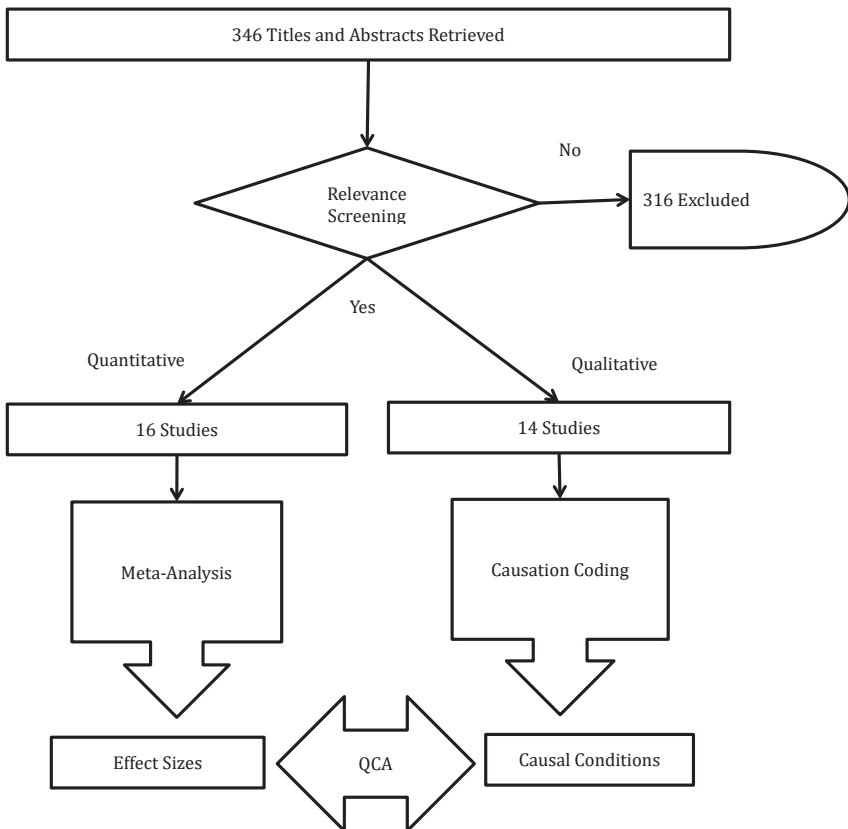 346 Titles and Abstracts Retrieved
No
Relevance
Screening
316 Excluded
Yes
Quantitative
Qualitative
16 Studies
14 Studies
Meta-Analysis
Causation Coding
Effect Sizes
QCA
Causal Conditions